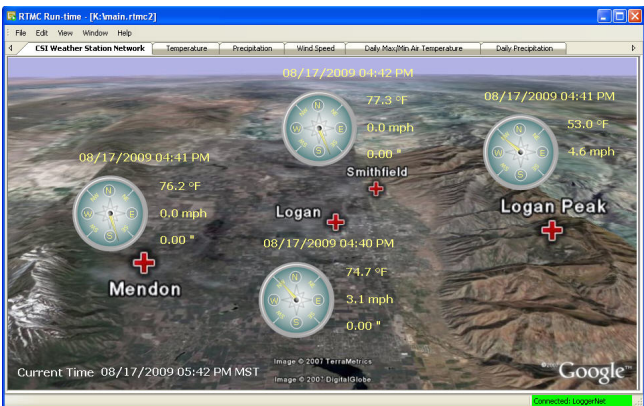 RTMC Run-time - [K:\main.rtmc2]
File Edit View Window Help
CSI Weather Station Network Temperature Precipitation Wind Speed Daily Max/Min Air Temperature Daily Precipitation
08/17/2009 04:42 PM
77.3 °F
0.0 mph
0.00 "
N
E
S
W
Smithfield
08/17/2009 04:41 PM
53.0 °F
4.6 mph
N
E
S
W
Logan Peak
08/17/2009 04:41 PM
76.2 °F
0.0 mph
0.00 "
N
E
S
W
Mendon
Logan
08/17/2009 04:40 PM
74.7 °F
3.1 mph
0.00 "
N
E
S
W
Image © 2007 TerraMetrics
Image © 2007 DigitalGlobe
Current Time 08/17/2009 05:42 PM MST
Google™
Connected: LoggerNet